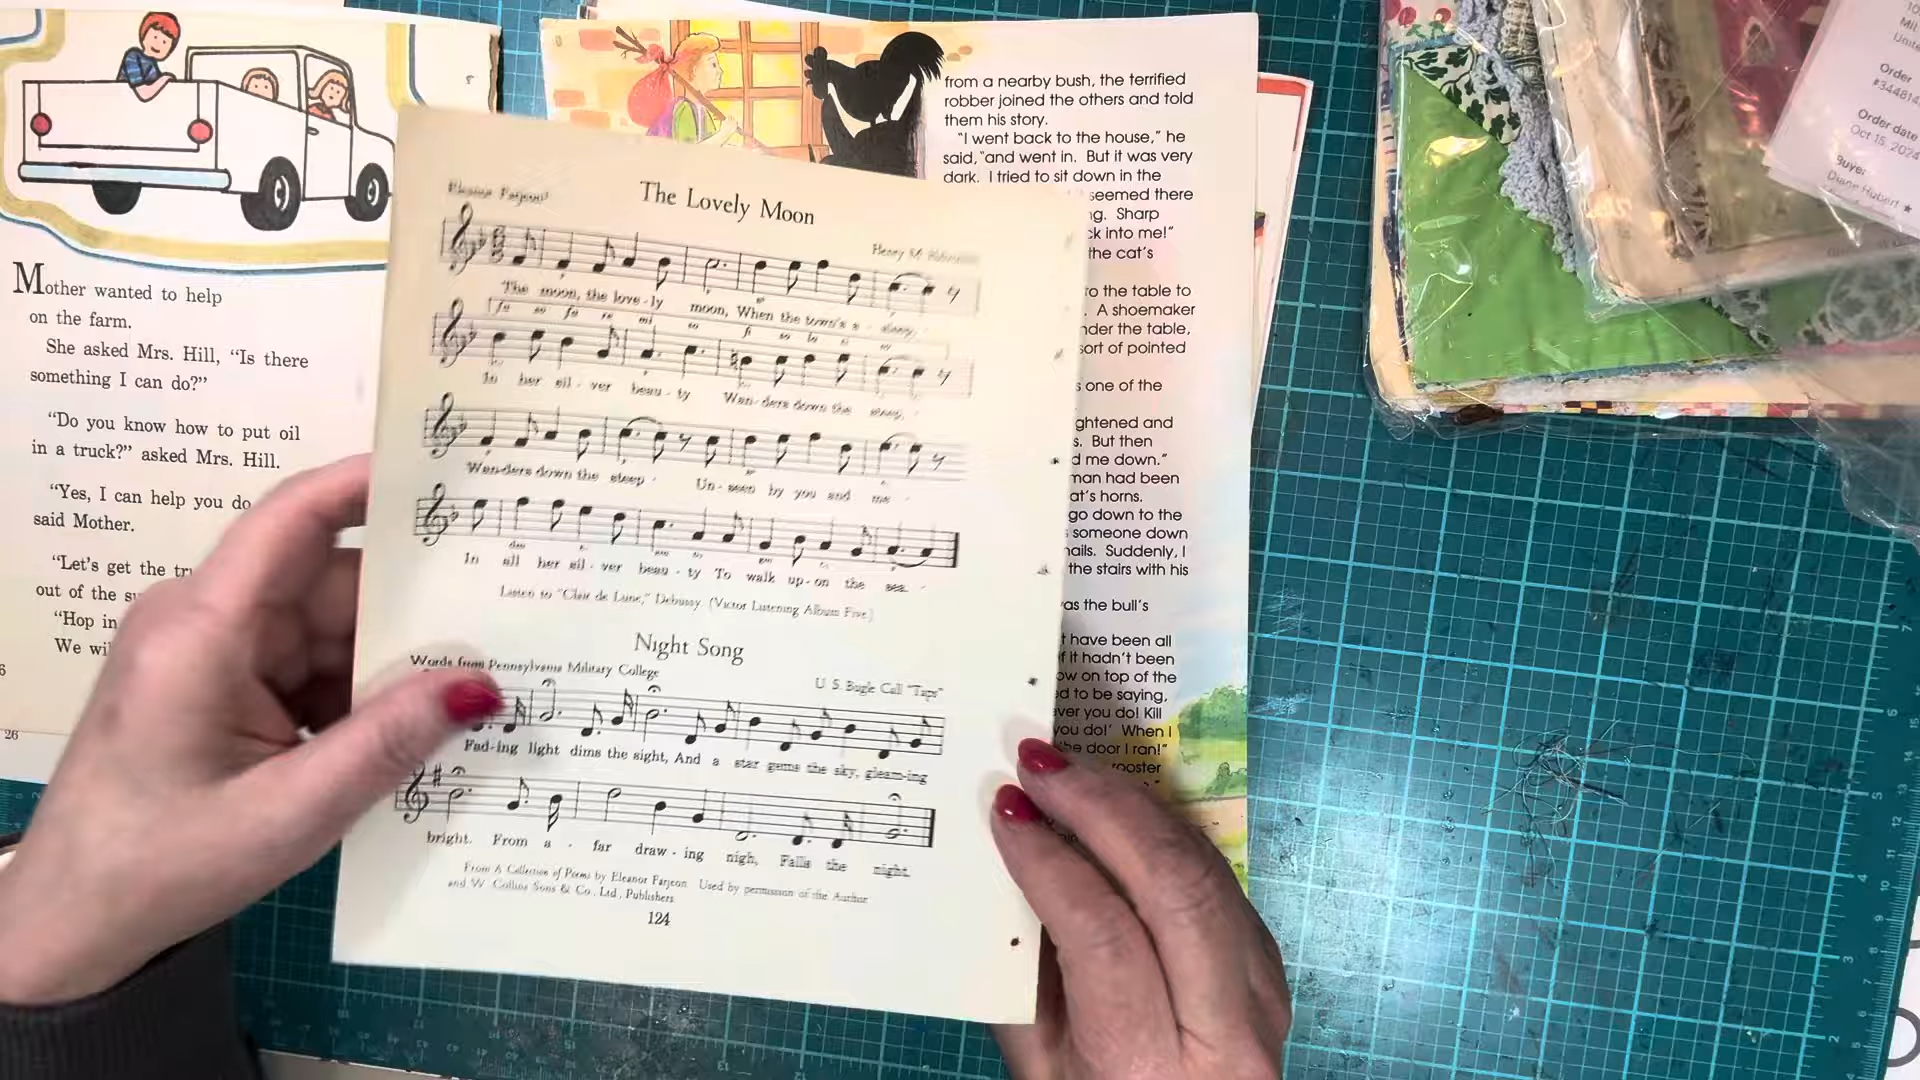 Mother wanted to help
on the farm.
She asked Mrs. Hill, “Is there
something I can do?”
“Do you know how to put oil
in a truck?” asked Mrs. Hill.
“Yes, I can help you do
said Mother.
“Let's get the
out of the
“Hop in
We
26
The Lovely Moon
Eleanor Farjeon
Henry M.
The moon, the love - ly moon, When the town's a -
In her sil - ver beau - ty Wan - ders down the
Wan-ders down the steep Un - seen by you and me
In all her sil - ver beau - ty To walk up - on the sea.
Listen to "Clair de Lune," Debussy. (Victor Listening Album Five)
Night Song
Words from Pennsylvania Military College
U. S. Bugle Call "Taps"
Fad-ing light dims the sight, And a star gems the sky, gleam-ing
bright. From a - far draw - ing nigh, Falls the night.
From A Collection of Poems by Eleanor Farjeon. Used by permission of the Author
and W. Collins Sons & Co., Ltd., Publishers
124
from a nearby bush, the terrified
robber joined the others and told
them his story.
“I went back to the house,” he
said, “and went in. But it was very
dark. I tried to sit down in the
seemed there
Sharp
into me!”
the cat's
to the table to
A shoemaker
under the table,
sort of pointed
one of the
But then
me down.”
man had been
horns.
go down to the
someone down
Suddenly, I
the stairs with his
the bull's
have been all
if it hadn't been
on top of the
to be saying,
you do! Kill
you do!' When I
the door I ran!”
rooster
Order
Order date
Oct 15, 2024
Buyer
Diane Hubert